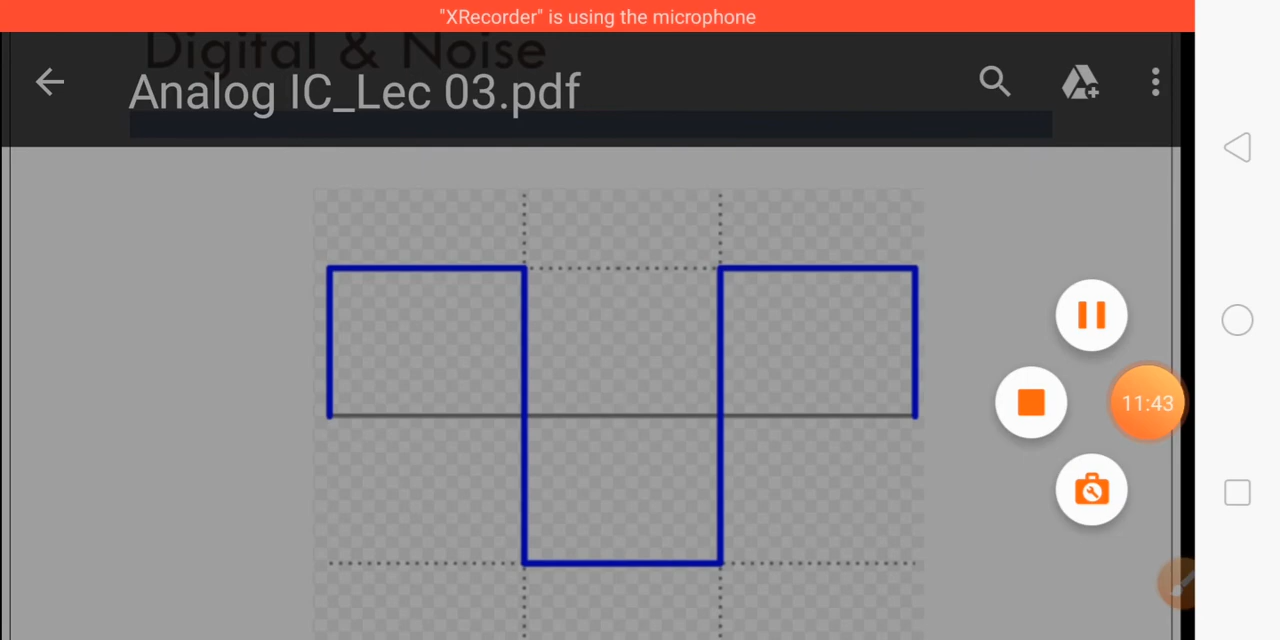 "XRecorder" is using the microphone
Digital & Noise
Analog IC_Lec 03.pdf
11:43